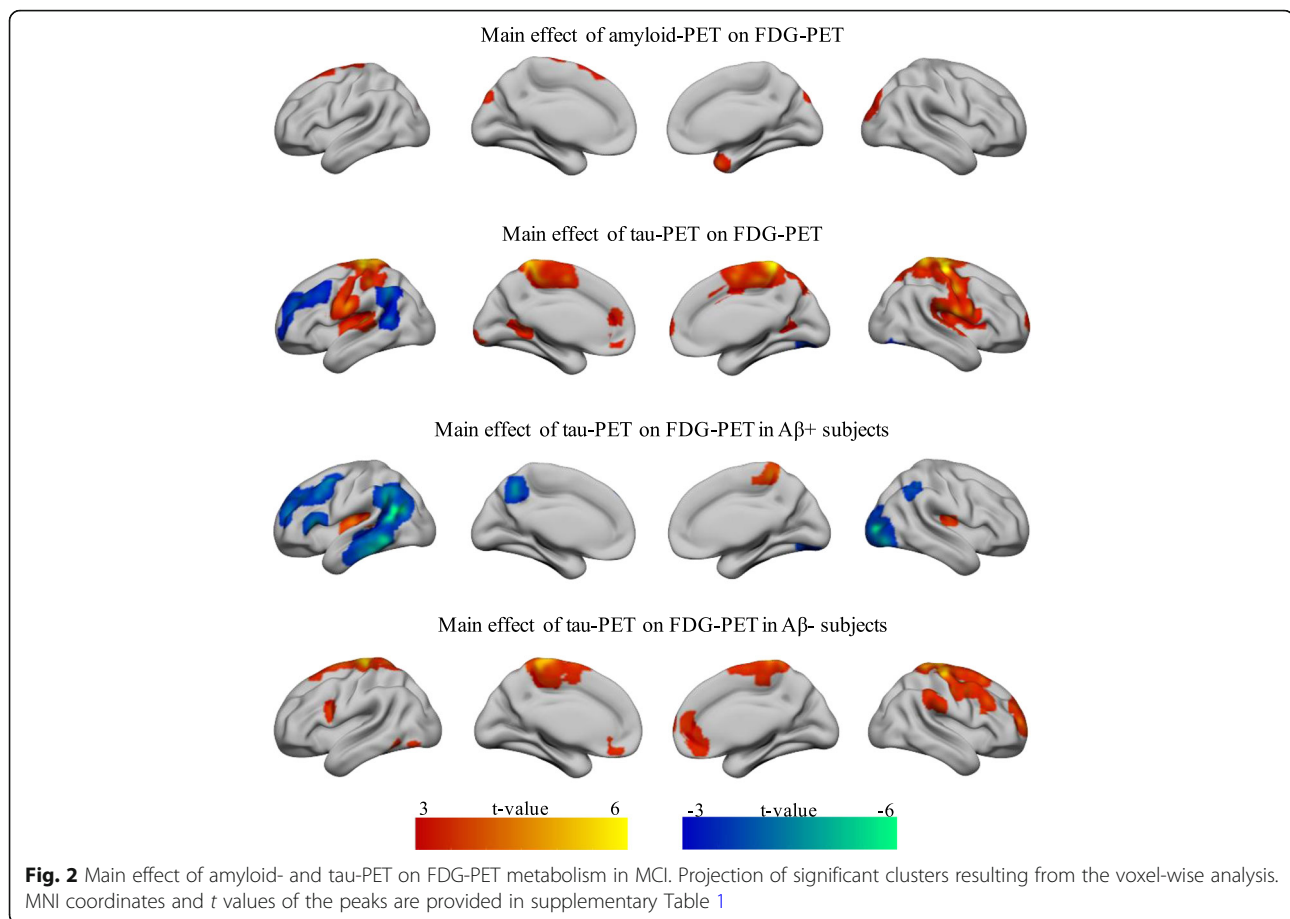 Main effect of amyloid-PET on FDG-PET
Main effect of tau-PET on FDG-PET
Main effect of tau-PET on FDG-PET in Aβ+ subjects
Main effect of tau-PET on FDG-PET in Aβ- subjects
3 t-value 6
-3 t-value -6
Fig. 2 Main effect of amyloid- and tau-PET on FDG-PET metabolism in MCI. Projection of significant clusters resulting from the voxel-wise analysis.
MNI coordinates and t values of the peaks are provided in supplementary Table 1